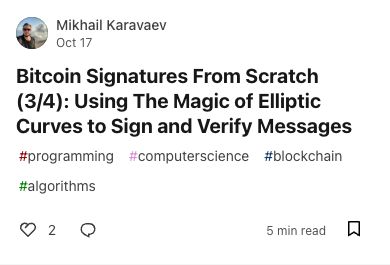 Mikhail Karavaev
Oct 17
Bitcoin Signatures From Scratch
(3/4): Using The Magic of Elliptic
Curves to Sign and Verify Messages
#programming #computerscience #blockchain
#algorithms
2 5 min read